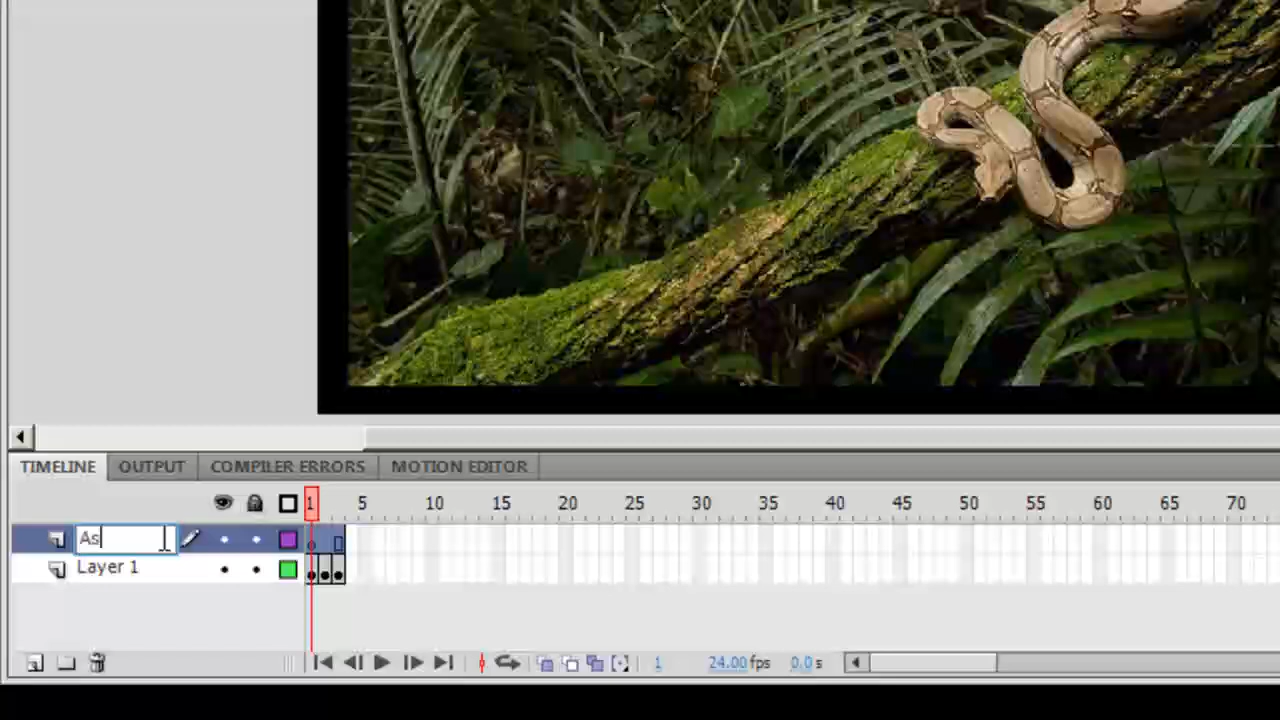 TIMELINE OUTPUT COMPILER ERRORS MOTION EDITOR
1 5 10 15 20 25 30 35 40 45 50 55 60 65 70
As
Layer 1
1 24.00 fps 0.0 s